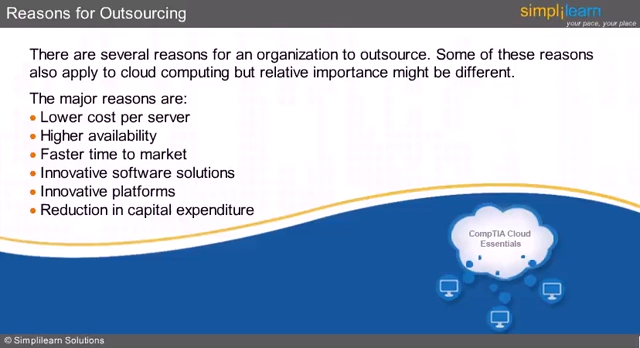 Reasons for Outsourcing
simplilearn
your pace, your place
There are several reasons for an organization to outsource. Some of these reasons
also apply to cloud computing but relative importance might be different.
The major reasons are:
• Lower cost per server
• Higher availability
• Faster time to market
• Innovative software solutions
• Innovative platforms
• Reduction in capital expenditure
CompTIA Cloud
Essentials
© Simplilearn Solutions